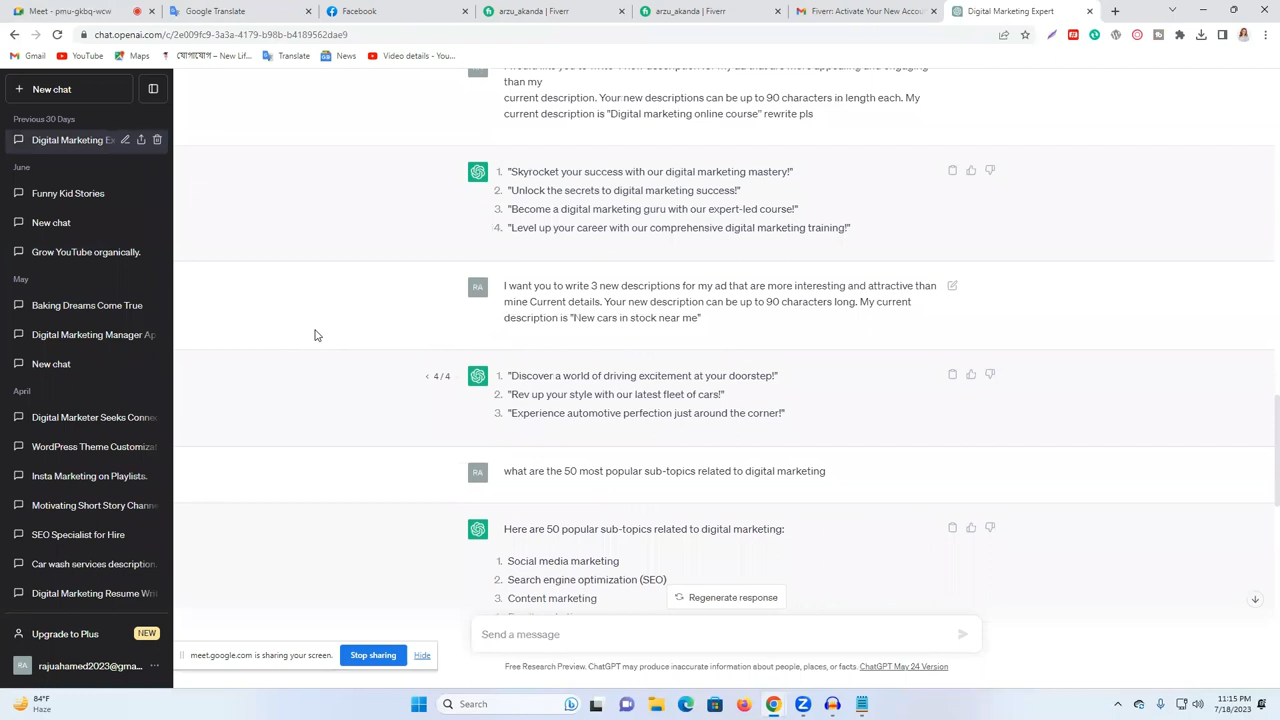 Meet - pmu-gkbq-wcw
Google Translate
Facebook
arzu_akanda | Fiverr
arzu_akanda | Fiverr
Fiverr: Activate Your New Accou
Digital Marketing Expert
chat.openai.com/c/2e009fc9-3a3a-4179-b98b-b4189562dae9
Gmail
YouTube
Maps
Translate
News
Video details - You...
New chat
Previous 30 Days
Digital Marketing Ex
June
Funny Kid Stories
New chat
Grow YouTube organically.
May
Baking Dreams Come True
Digital Marketing Manager Ap
New chat
April
Digital Marketer Seeks Conne
WordPress Theme Customizat
Insta Marketing on Playlists.
Motivating Short Story Channe
SEO Specialist for Hire
Car wash services description.
Digital Marketing Resume Wri
Upgrade to Plus
NEW
RA
rajuahamed2023@gma...
than my
current description. Your new descriptions can be up to 90 characters in length each. My
current description is "Digital marketing online course" rewrite pls
1. "Skyrocket your success with our digital marketing mastery!"
2. "Unlock the secrets to digital marketing success!"
3. "Become a digital marketing guru with our expert-led course!"
4. "Level up your career with our comprehensive digital marketing training!"
RA
I want you to write 3 new descriptions for my ad that are more interesting and attractive than
mine Current details. Your new description can be up to 90 characters long. My current
description is "New cars in stock near me"
4 / 4
1. "Discover a world of driving excitement at your doorstep!"
2. "Rev up your style with our latest fleet of cars!"
3. "Experience automotive perfection just around the corner!"
RA
what are the 50 most popular sub-topics related to digital marketing
Here are 50 popular sub-topics related to digital marketing:
1. Social media marketing
2. Search engine optimization (SEO)
3. Content marketing
Regenerate response
Send a message
Free Research Preview. ChatGPT may produce inaccurate information about people, places, or facts. ChatGPT May 24 Version
meet.google.com is sharing your screen.
Stop sharing
Hide
84°F
Haze
Search
11:15 PM
7/18/2023